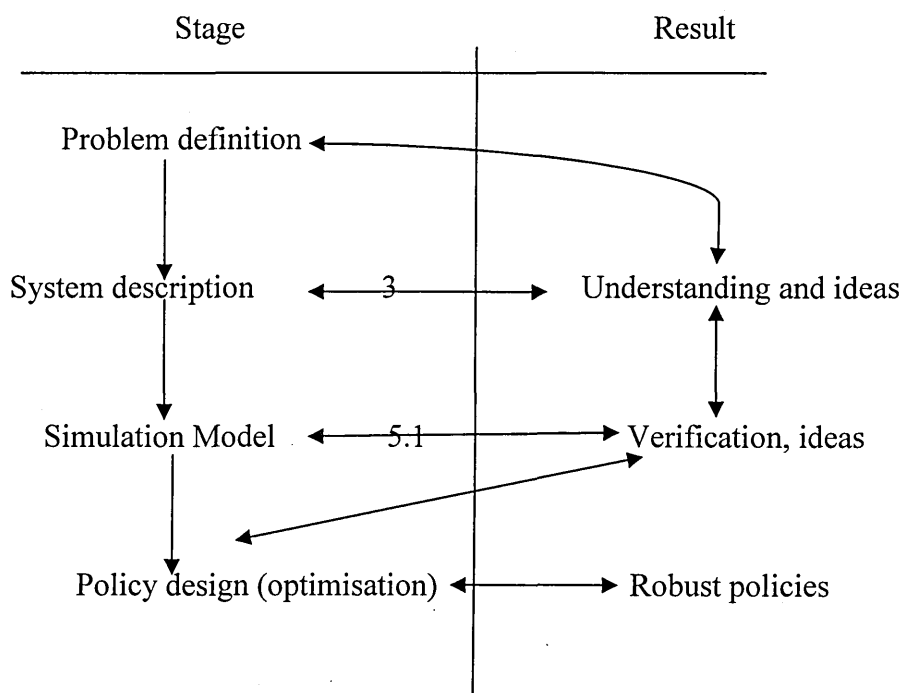 Stage Result
Problem definition
System description 3 Understanding and ideas
Simulation Model 5.1 Verification, ideas
Policy design (optimisation) Robust policies